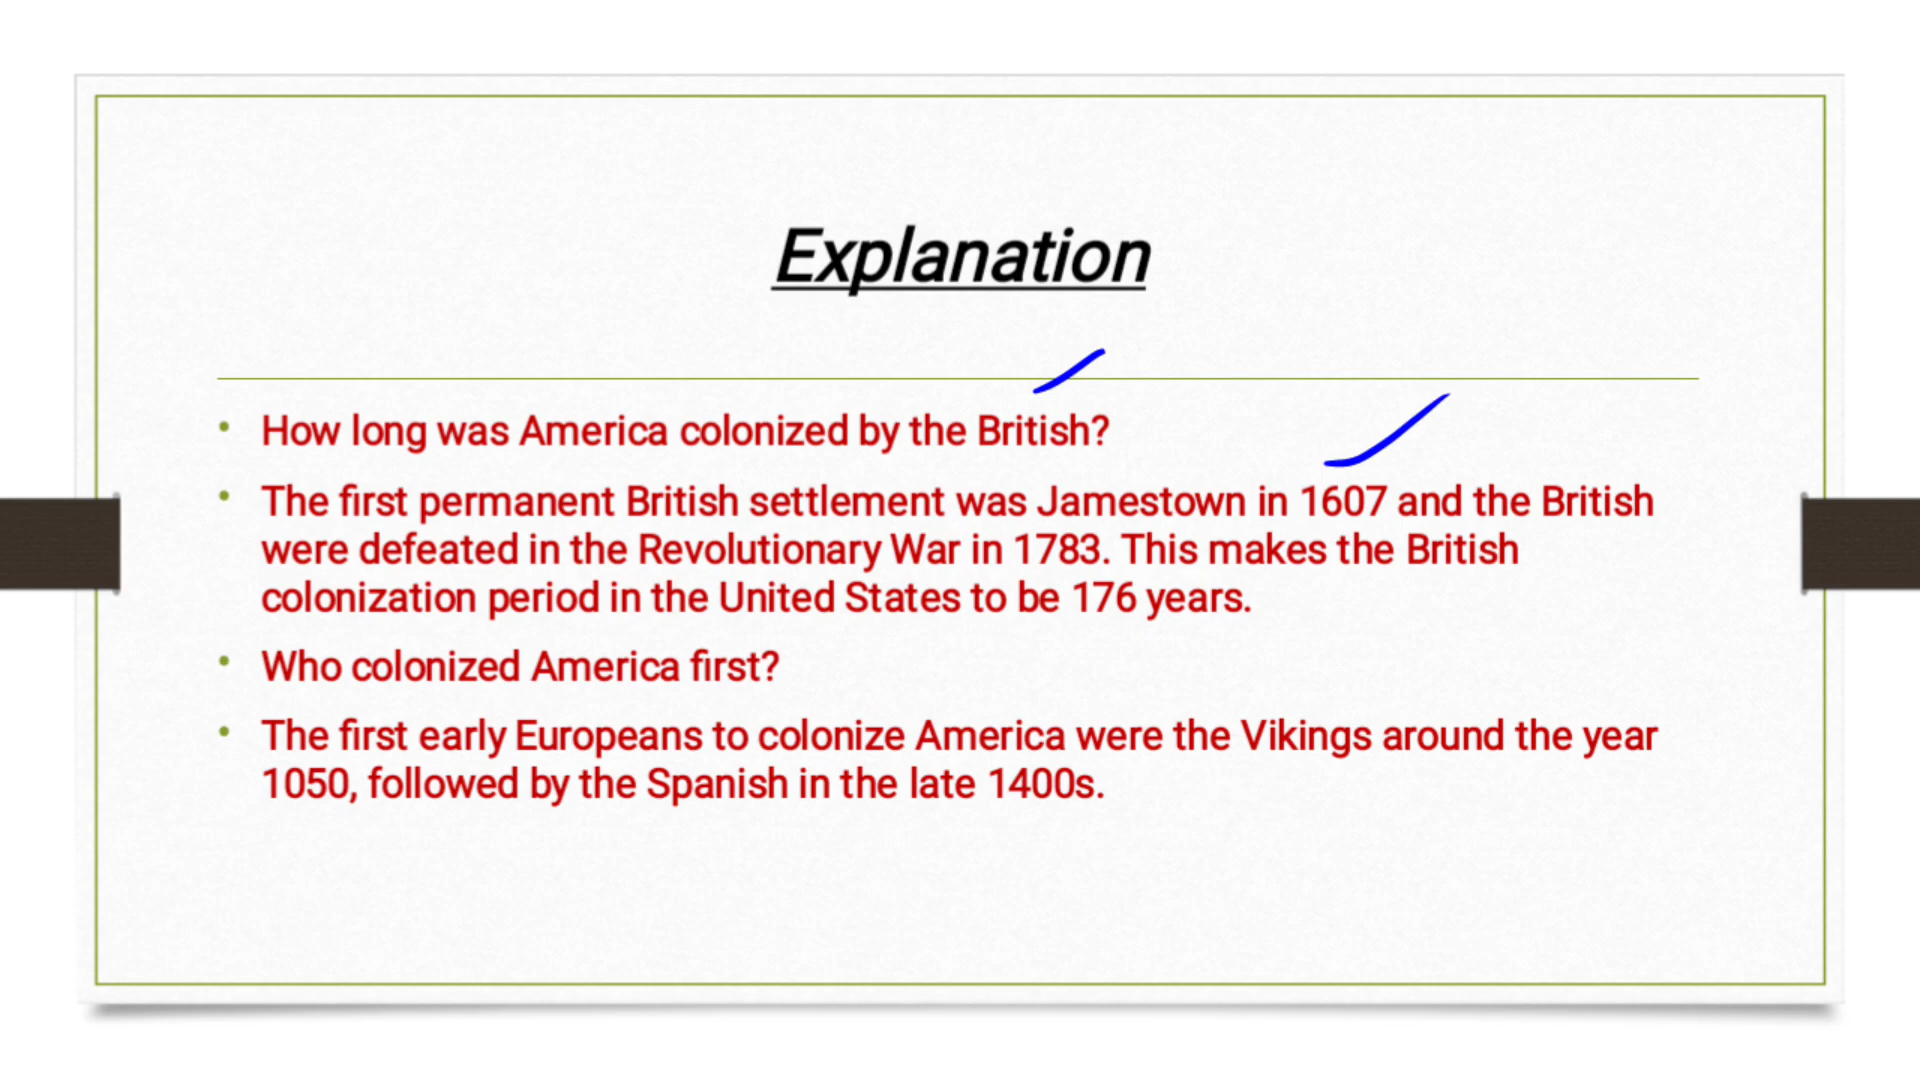 Explanation
• How long was America colonized by the British?
• The first permanent British settlement was Jamestown in 1607 and the British
were defeated in the Revolutionary War in 1783. This makes the British
colonization period in the United States to be 176 years.
• Who colonized America first?
• The first early Europeans to colonize America were the Vikings around the year
1050, followed by the Spanish in the late 1400s.